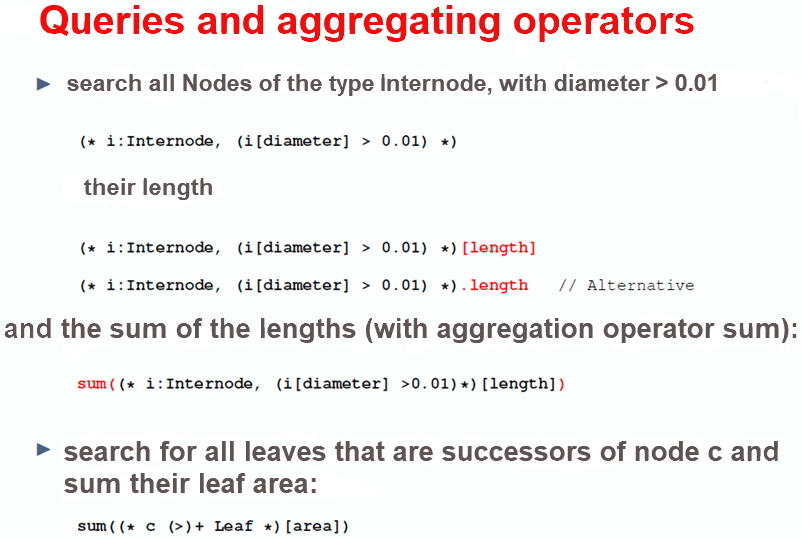 Queries and aggregating operators
search all Nodes of the type Internode, with diameter > 0.01
(* i:Internode, (i[diameter] > 0.01) *)
their length
(* i:Internode, (i[diameter] > 0.01) *)[length]
(* i:Internode, (i[diameter] > 0.01) *).length // Alternative
and the sum of the lengths (with aggregation operator sum):
sum((* i:Internode, (i[diameter] >0.01)*)[length])
search for all leaves that are successors of node c and
sum their leaf area:
sum((* c (>)+ Leaf *)[area])